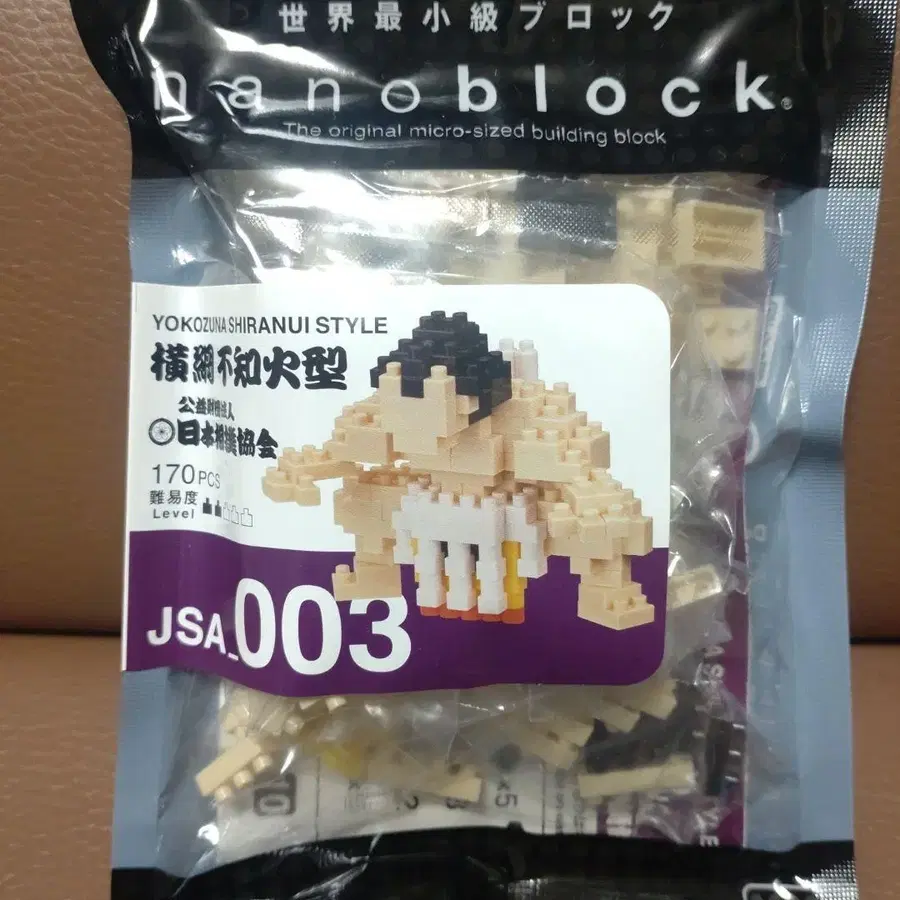 世界最小級ブロック
nanoblock®
The original micro-sized building block
YOKOZUNA SHIRANUI STYLE
横綱不知火型
公益財団法人
日本相撲協会
170PCS
難易度
Level
JSA_003
×5